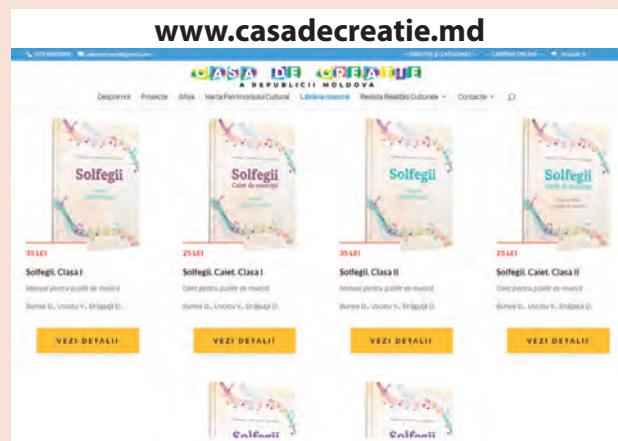 www.casadecreatie.md
CASA DE CREAȚIE
A REPUBLICII MOLDOVA
Despre noi Proiecte Afișa Harta Patrimoniului Cultural Librăria noastră Revista Realități Culturale Contacte
Solfegii
Solfegii
Caiet de muzică
Solfegii
Solfegii
Caiet de muzică
35 LEI
25 LEI
35 LEI
25 LEI
Solfegii. Clasa I
Solfegii. Caiet. Clasa I
Solfegii. Clasa II
Solfegii. Caiet. Clasa II
Manual pentru școlile de muzică
Caiet pentru școlile de muzică
Manual pentru școlile de muzică
Caiet pentru școlile de muzică
Bunea D., Uscatu V., Drăguță D.
Bunea D., Uscatu V., Drăguță D.
Bunea D., Uscatu V., Drăguță D.
Bunea D., Uscatu V., Drăguță D.
VEZI DETALII
VEZI DETALII
VEZI DETALII
VEZI DETALII
Solfegii
Solfegii